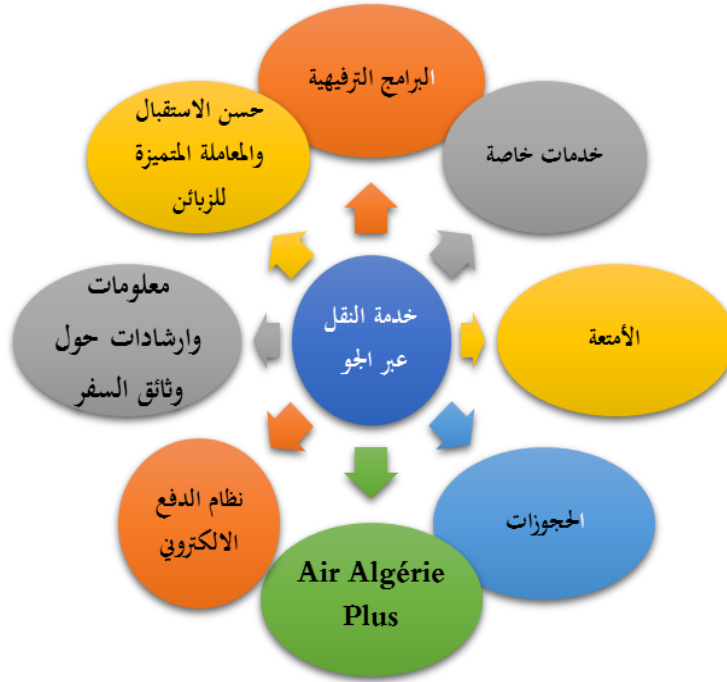 البرامج الترفيهية
خدمات خاصة
الأمتعة
الحجوزات
Air Algérie
Plus
نظام الدفع
الالكتروني
معلومات
وارشادات حول
وثائق السفر
حسن الاستقبال
والمعاملة المتميزة
للزبائن
خدمة النقل
عبر الجو